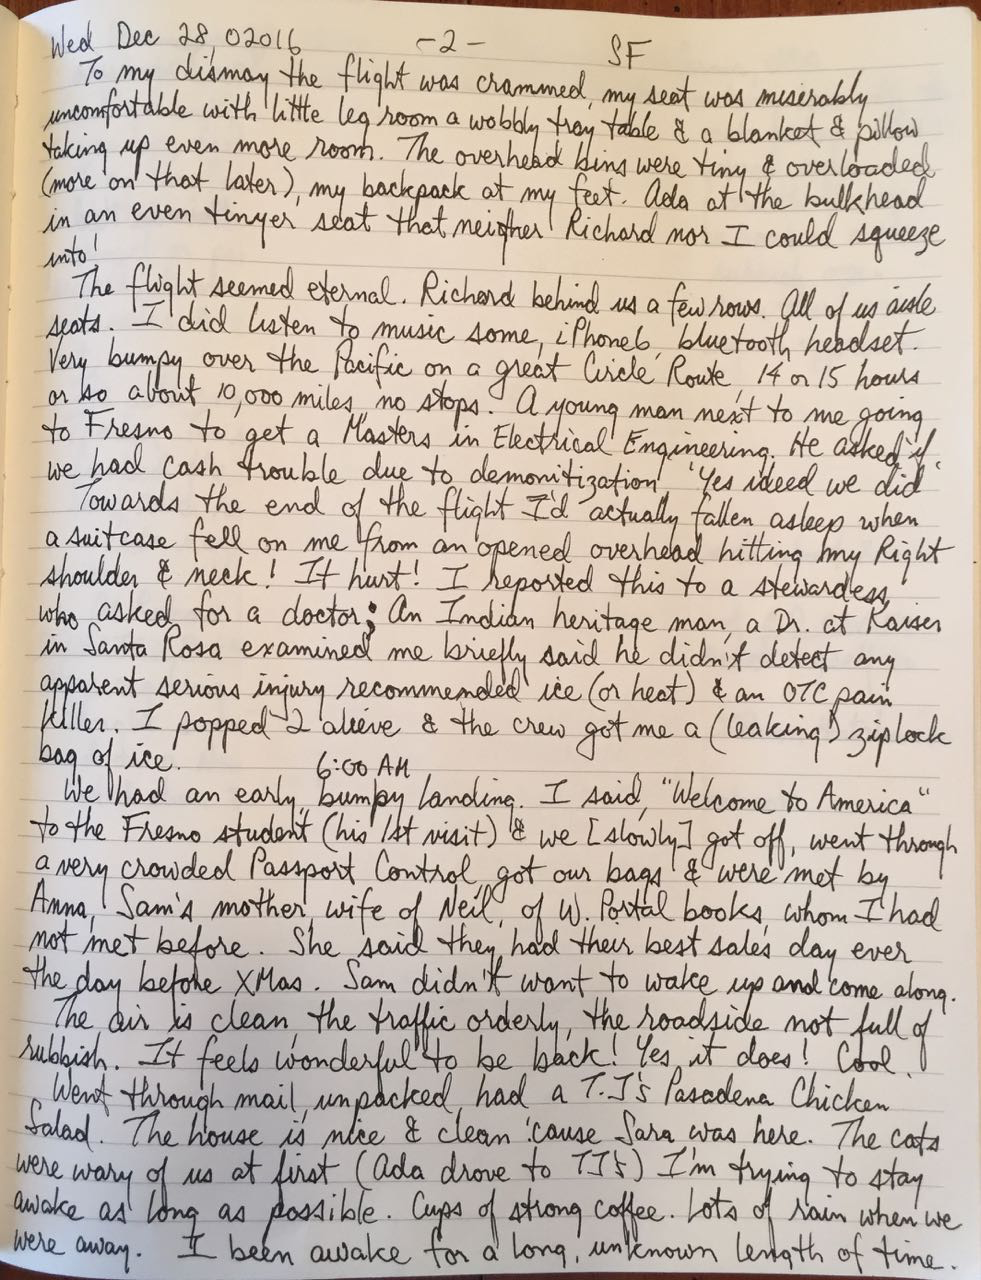 Wed Dec 28, 02016 -2- SF
To my dismay the flight was crammed, my seat was miserably
uncomfortable with little leg room a wobbly tray table & a blanket & pillow
taking up even more room. The overhead bins were tiny & overloaded
(more on that later), my backpack at my feet. Ada at the bulkhead
in an even tinyer seat that neigher Richard nor I could squeeze
into!
The flight seemed eternal. Richard behind us a few rows. All of us aisle
seats. I did listen to music some, iPhone6, bluetooth headset.
Very bumpy over the Pacific on a great Circle Route, 14 or 15 hours
or so about 10,000 miles, no stops. A young man next to me going
to Fresno to get a Masters in Electrical Engineering. He asked if
we had cash trouble due to demonitization "Yes ideed we did"
Towards the end of the flight I'd actually fallen asleep when
a suitcase fell on me from an opened overhead hitting my Right
shoulder & neck! It hurt! I reported this to a stewardess,
who asked for a doctor; An Indian heritage man, a Dr. at Kaiser
in Santa Rosa examined me briefly said he didn't detect any
apparent serious injury recommended ice (or heat) & an OTC pain
killer. I popped 2 alieve & the crew got me a (leaking) ziplock
bag of ice. 6:00 AM
We had an early, bumpy landing. I said, "Welcome to America"
to the Fresno student (his 1st visit) & we [slowly] got off, went through
a very crowded Passport Control, got our bags & were met by
Anna, Sam's mother, wife of Neil, of W. Portal books, whom I had
not met before. She said they had their best sales day ever
the day before XMas. Sam didn't want to wake up and come along.
The air is clean, the traffic orderly, the roadside not full of
rubbish. It feels wonderful to be back! Yes it does! Cool.
Went through mail, unpacked, had a T.J's Pasadena Chicken
Salad. The house is nice & clean 'cause Sara was here. The cats
were wary of us at first (Ada drove to TJ's) I'm trying to stay
awake as long as possible. Cups of strong coffee. Lots of rain when we
were away. I been awake for a long, unknown length of time.